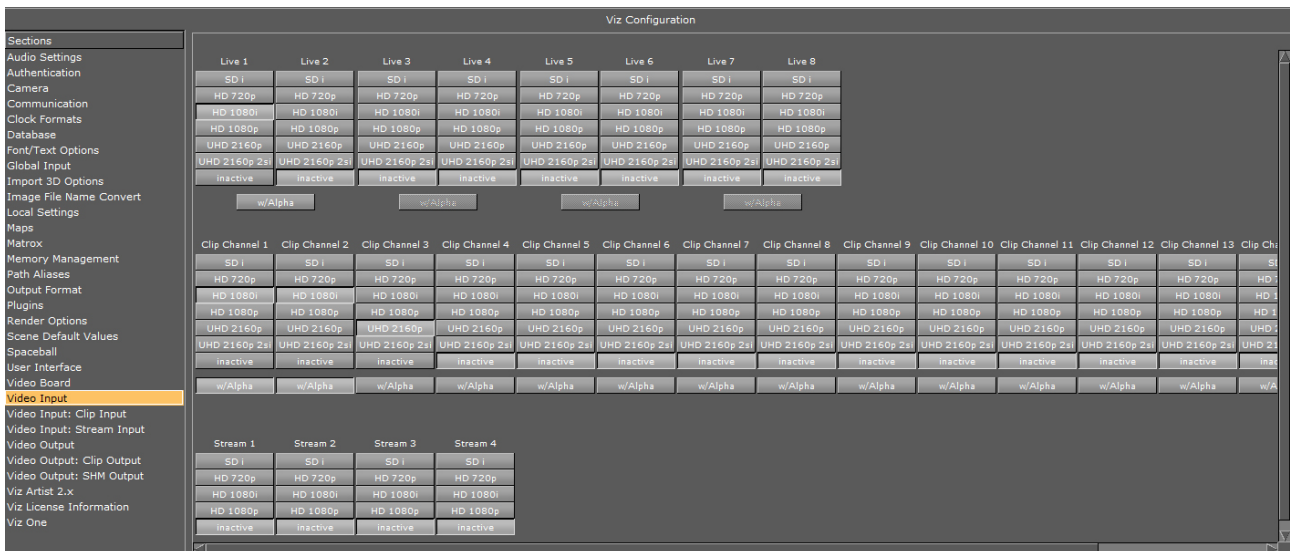 Viz Configuration
Sections
Audio Settings
Authentication
Camera
Communication
Clock Formats
Database
Font/Text Options
Global Input
Import 3D Options
Image File Name Convert
Local Settings
Maps
Matrox
Memory Management
Path Aliases
Output Format
Plugins
Render Options
Scene Default Values
Spaceball
User Interface
Video Board
Video Input
Video Input: Clip Input
Video Input: Stream Input
Video Output
Video Output: Clip Output
Video Output: SHM Output
Viz Artist 2.x
Viz License Information
Viz One
Live 1 Live 2 Live 3 Live 4 Live 5 Live 6 Live 7 Live 8
SD i SD i SD i SD i SD i SD i SD i SD i
HD 720p HD 720p HD 720p HD 720p HD 720p HD 720p HD 720p HD 720p
HD 1080i HD 1080i HD 1080i HD 1080i HD 1080i HD 1080i HD 1080i HD 1080i
HD 1080p HD 1080p HD 1080p HD 1080p HD 1080p HD 1080p HD 1080p HD 1080p
UHD 2160p UHD 2160p UHD 2160p UHD 2160p UHD 2160p UHD 2160p UHD 2160p UHD 2160p
UHD 2160p 2si UHD 2160p 2si UHD 2160p 2si UHD 2160p 2si UHD 2160p 2si UHD 2160p 2si UHD 2160p 2si UHD 2160p 2si
inactive inactive inactive inactive inactive inactive inactive inactive
w/Alpha w/Alpha w/Alpha w/Alpha
Clip Channel 1 Clip Channel 2 Clip Channel 3 Clip Channel 4 Clip Channel 5 Clip Channel 6 Clip Channel 7 Clip Channel 8 Clip Channel 9 Clip Channel 10 Clip Channel 11 Clip Channel 12 Clip Channel 13 Clip Cha
SD i SD i SD i SD i SD i SD i SD i SD i SD i SD i SD i SD i SD i S
HD 720p HD 720p HD 720p HD 720p HD 720p HD 720p HD 720p HD 720p HD 720p HD 720p HD 720p HD 720p HD 720p HD 7
HD 1080i HD 1080i HD 1080i HD 1080i HD 1080i HD 1080i HD 1080i HD 1080i HD 1080i HD 1080i HD 1080i HD 1080i HD 1080i HD 1
HD 1080p HD 1080p HD 1080p HD 1080p HD 1080p HD 1080p HD 1080p HD 1080p HD 1080p HD 1080p HD 1080p HD 1080p HD 1080p HD 1
UHD 2160p UHD 2160p UHD 2160p UHD 2160p UHD 2160p UHD 2160p UHD 2160p UHD 2160p UHD 2160p UHD 2160p UHD 2160p UHD 2160p UHD 2160p UHD
UHD 2160p 2si UHD 2160p 2si UHD 2160p 2si UHD 2160p 2si UHD 2160p 2si UHD 2160p 2si UHD 2160p 2si UHD 2160p 2si UHD 2160p 2si UHD 2160p 2si UHD 2160p 2si UHD 2160p 2si UHD 2160p 2si UHD 21
inactive inactive inactive inactive inactive inactive inactive inactive inactive inactive inactive inactive inactive inac
w/Alpha w/Alpha w/Alpha w/Alpha w/Alpha w/Alpha w/Alpha w/Alpha w/Alpha w/Alpha w/Alpha w/Alpha w/Alpha w/A
Stream 1 Stream 2 Stream 3 Stream 4
SD i SD i SD i SD i
HD 720p HD 720p HD 720p HD 720p
HD 1080i HD 1080i HD 1080i HD 1080i
HD 1080p HD 1080p HD 1080p HD 1080p
inactive inactive inactive inactive